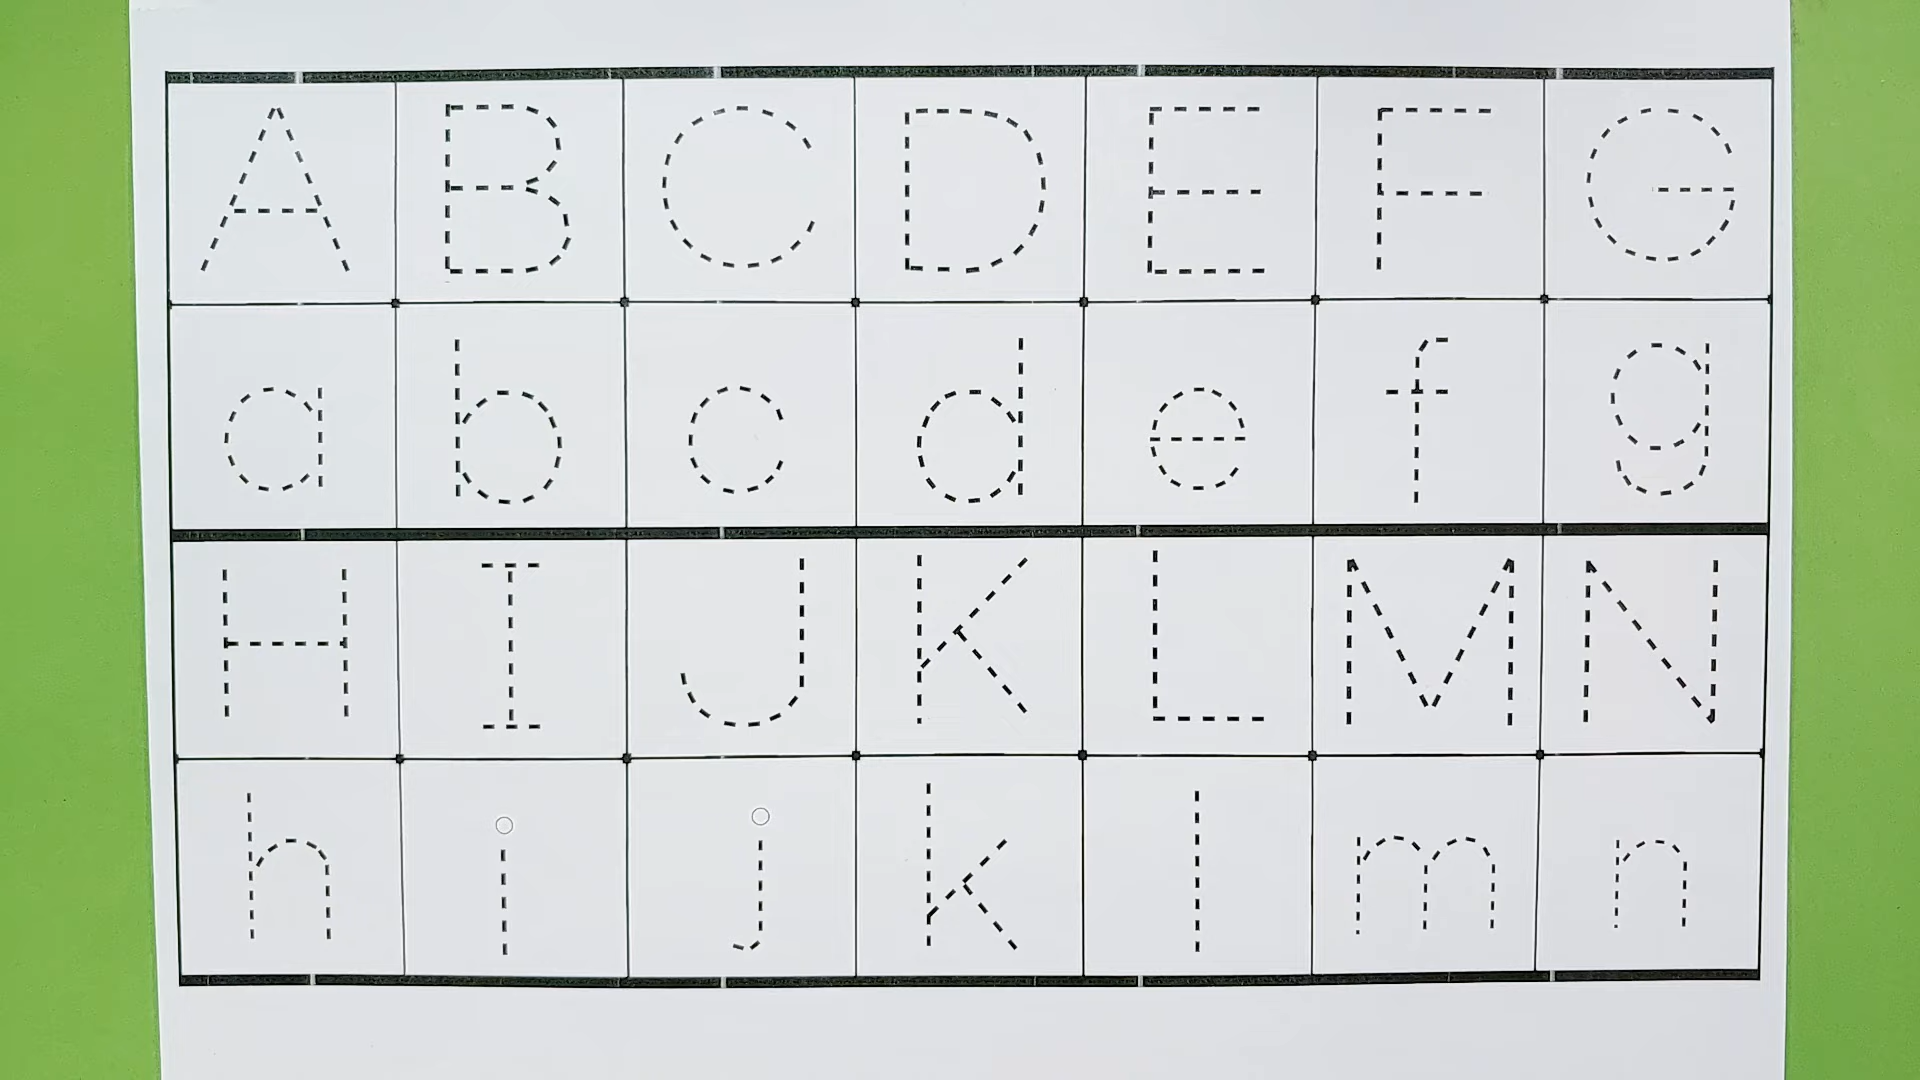 A B C D E F G
a b c d e f g
H I J K L M N
h i j k l m n